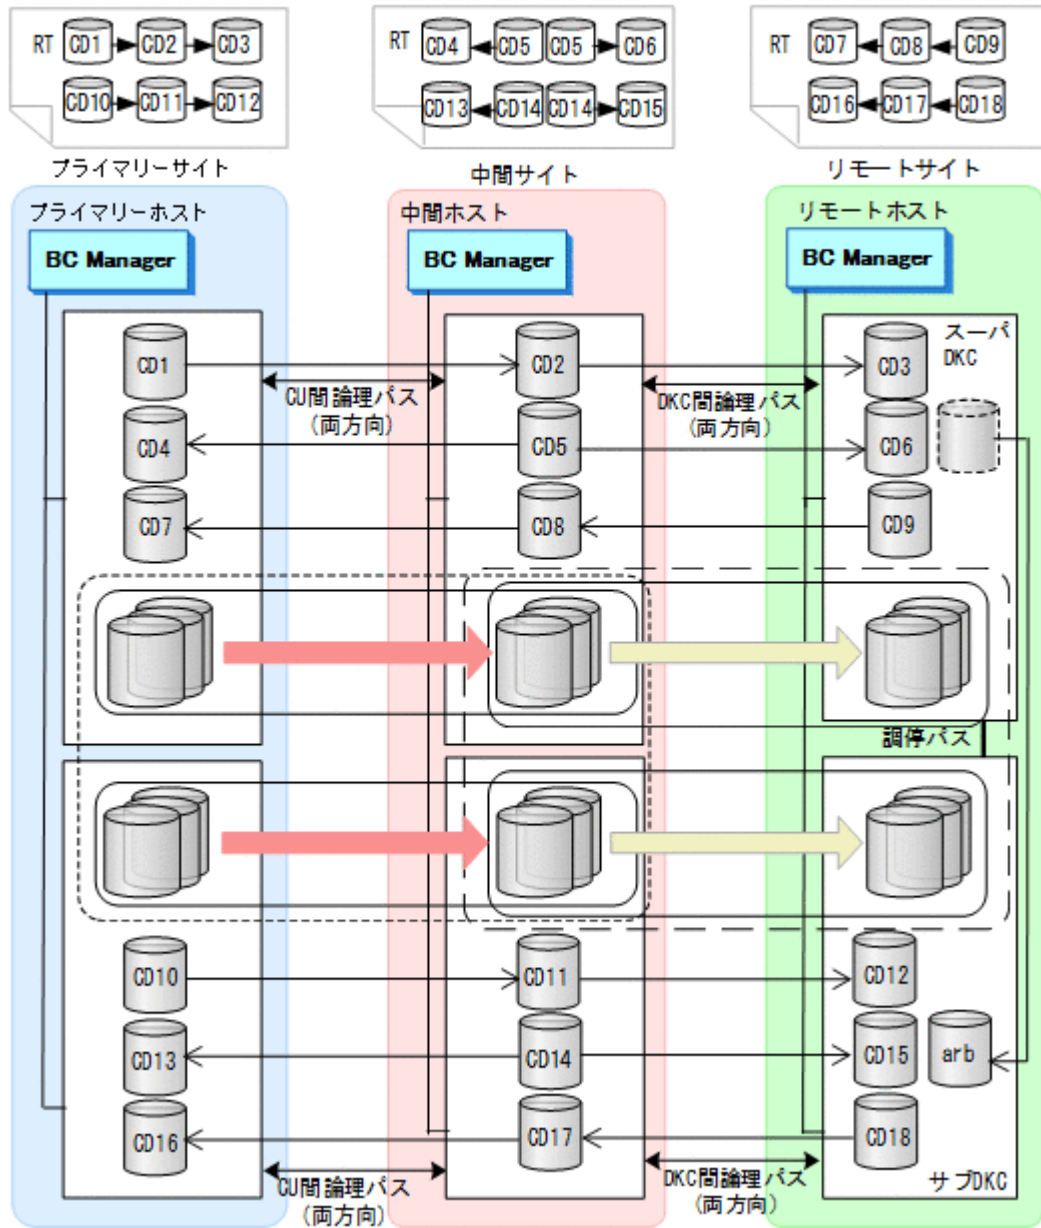 RT CD1 CD2 CD3
CD10 CD11 CD12
RT CD4 CD5 CD5 CD6
CD13 CD14 CD14 CD15
RT CD7 CD8 CD9
CD16 CD17 CD18
プライマリーサイト
中間サイト
リモートサイト
プライマリーホスト
中間ホスト
リモートホスト
BC Manager
BC Manager
BC Manager
スーパ
DKC
CD1
CD2
CD3
CU間論理パス
(両方向)
DKC間論理パス
(両方向)
CD4
CD5
CD6
CD7
CD8
CD9
調停パス
CD10
CD11
CD12
CD13
CD14
CD15
arb
CD16
CD17
CD18
CU間論理パス
(両方向)
DKC間論理パス
(両方向)
サブDKC